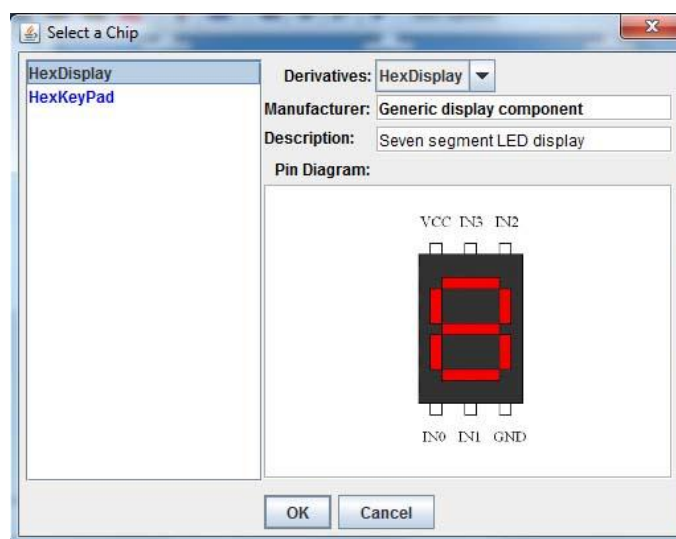 Select a Chip
HexDisplay
HexKeyPad
Derivatives: HexDisplay
Manufacturer: Generic display component
Description: Seven segment LED display
Pin Diagram:
VCC IN3 IN2
IN0 IN1 GND
OK Cancel